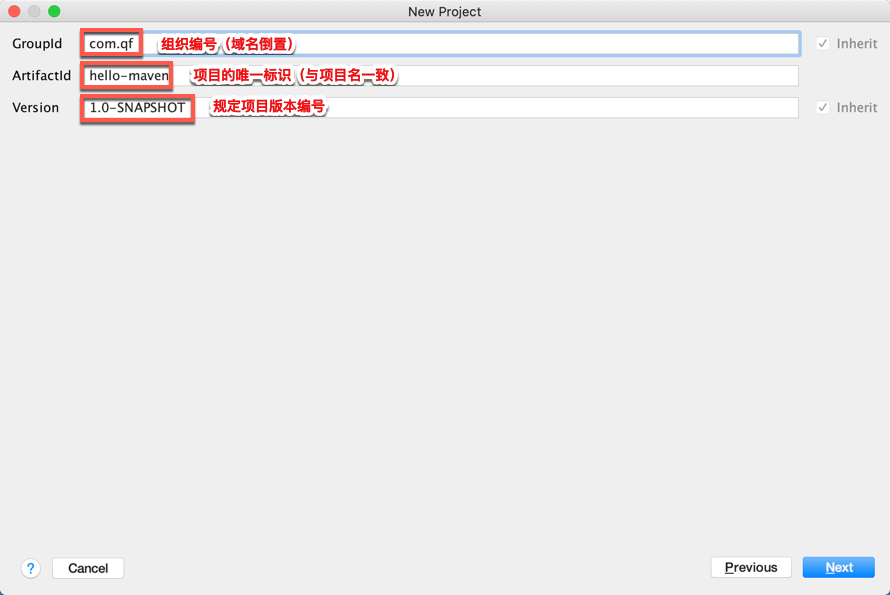 New Project
GroupId com.qf 组织编号（域名倒置） Inherit
ArtifactId hello-maven 项目的唯一标识（与项目名一致）
Version 1.0-SNAPSHOT 规定项目版本编号 Inherit
? Cancel Previous Next